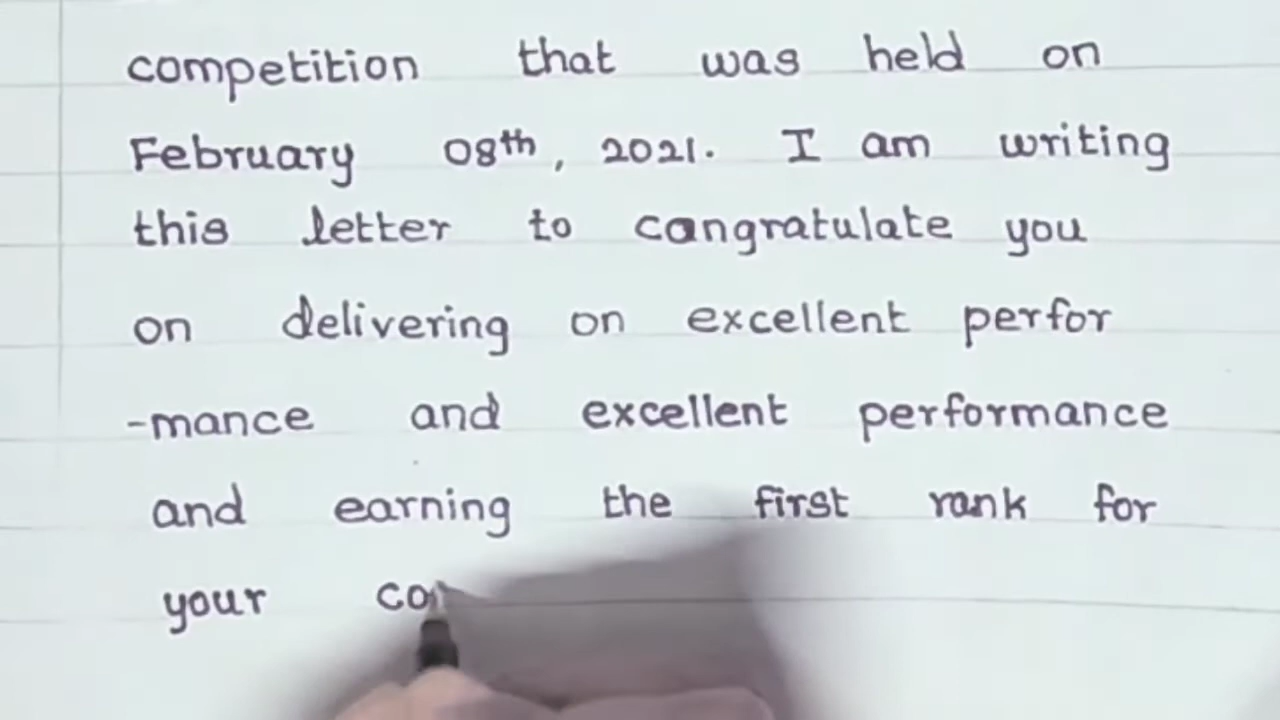 competition that was held on
February 08th, 2021. I am writing
this letter to cangratulate you
on delivering on excellent perfor
-mance and excellent performance
and earning the first rank for
your